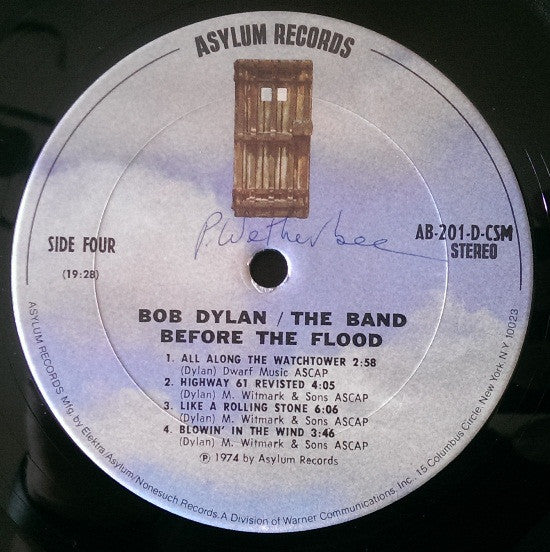 ASYLUM RECORDS
P. Wetherbee
SIDE FOUR
(19:28)
AB-201-D-CSM
STEREO
BOB DYLAN / THE BAND
BEFORE THE FLOOD
1. ALL ALONG THE WATCHTOWER 2:58
(Dylan) Dwarf Music ASCAP
2. HIGHWAY 61 REVISTED 4:05
(Dylan) M. Witmark & Sons ASCAP
3. LIKE A ROLLING STONE 6:06
(Dylan) M. Witmark & Sons ASCAP
4. BLOWIN' IN THE WIND 3:46
(Dylan) M. Witmark & Sons ASCAP
Ⓟ 1974 by Asylum Records
ASYLUM RECORDS Mfg. by Elektra/Asylum/Nonesuch Records. A Division of Warner Communications, Inc. 15 Columbus Circle, New York, N.Y. 10023